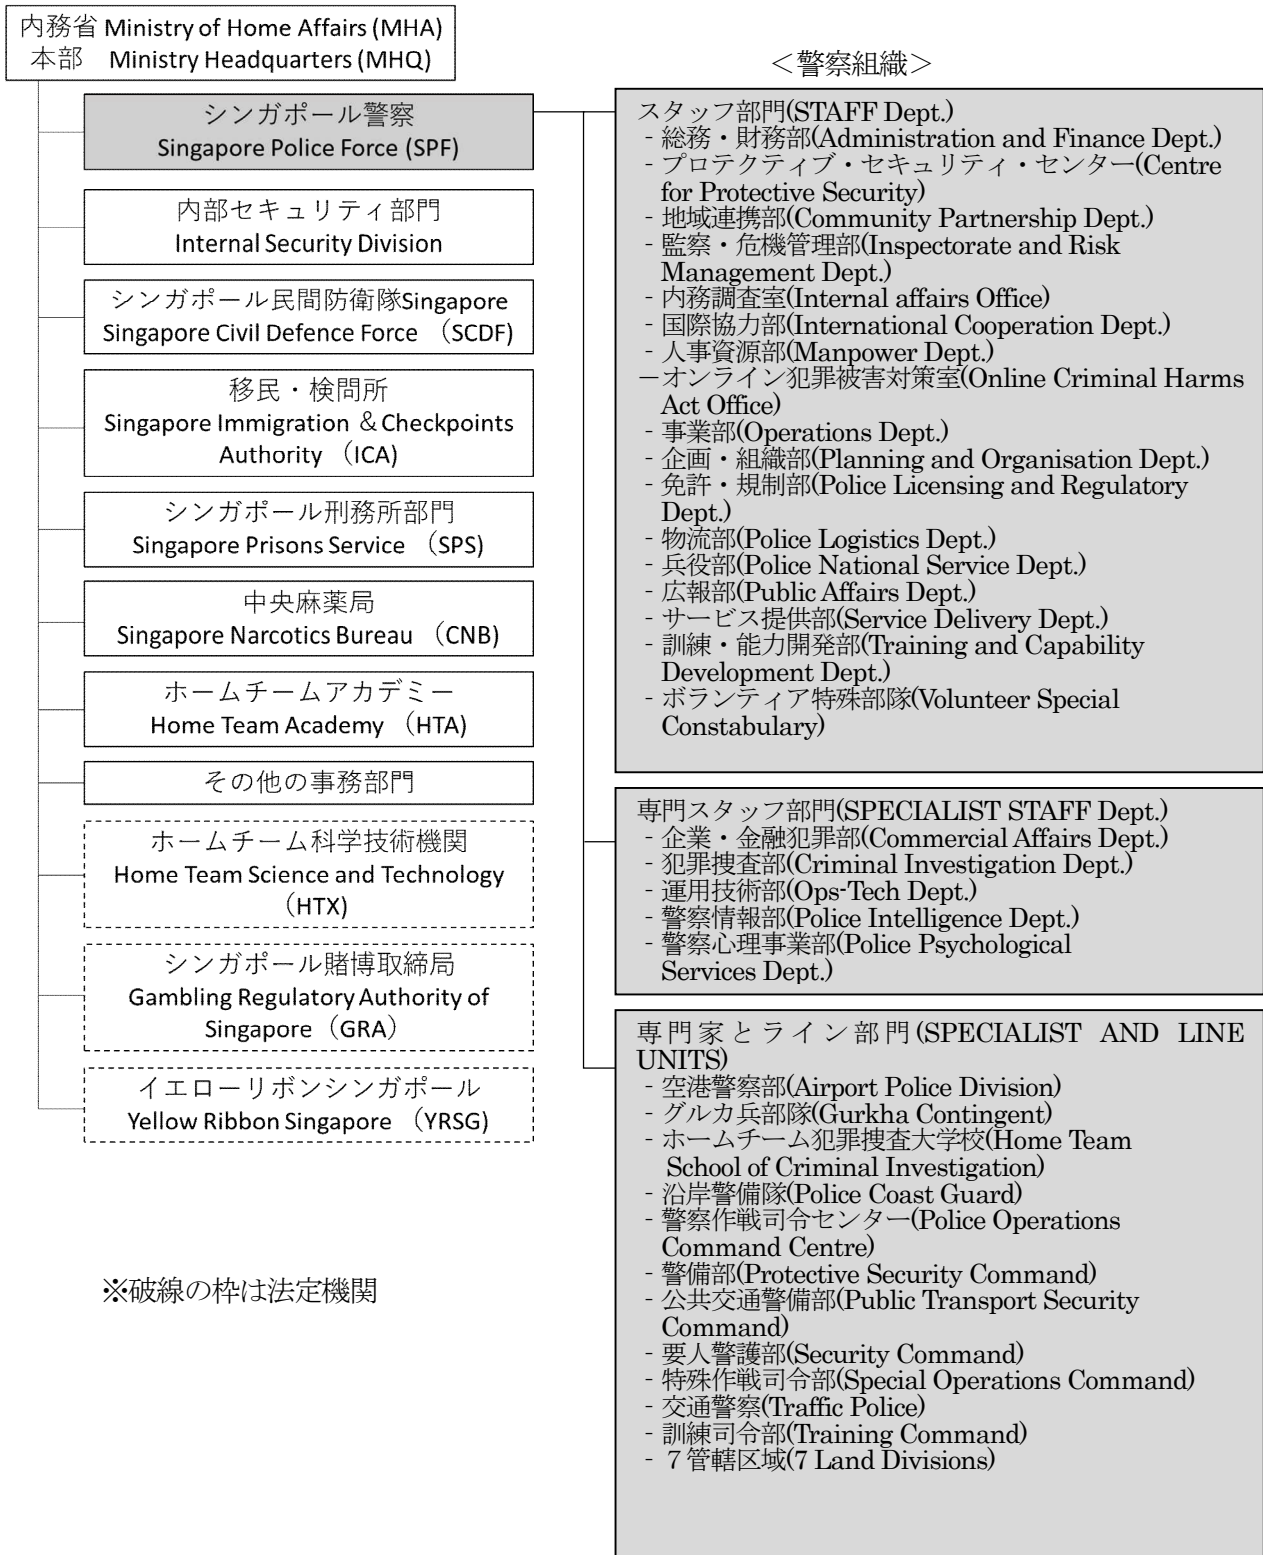 内務省 Ministry of Home Affairs (MHA)
本部 Ministry Headquarters (MHQ)
シンガポール警察
Singapore Police Force (SPF)
内部セキュリティ部門
Internal Security Division
シンガポール民間防衛隊Singapore
Singapore Civil Defence Force （SCDF)
移民・検問所
Singapore Immigration ＆Checkpoints
Authority （ICA)
シンガポール刑務所部門
Singapore Prisons Service （SPS)
中央麻薬局
Singapore Narcotics Bureau （CNB)
ホームチームアカデミー
Home Team Academy （HTA)
その他の事務部門
ホームチーム科学技術機関
Home Team Science and Technology
（HTX)
シンガポール賭博取締局
Gambling Regulatory Authority of
Singapore （GRA）
イエローリボンシンガポール
Yellow Ribbon Singapore （YRSG)
※破線の枠は法定機関
＜警察組織＞
スタッフ部門(STAFF Dept.)
- 総務・財務部(Administration and Finance Dept.)
- プロテクティブ・セキュリティ・センター(Centre
for Protective Security)
- 地域連携部(Community Partnership Dept.)
- 監察・危機管理部(Inspectorate and Risk
Management Dept.)
- 内務調査室(Internal affairs Office)
- 国際協力部(International Cooperation Dept.)
- 人事資源部(Manpower Dept.)
－オンライン犯罪被害対策室(Online Criminal Harms
Act Office)
- 事業部(Operations Dept.)
- 企画・組織部(Planning and Organisation Dept.)
- 免許・規制部(Police Licensing and Regulatory
Dept.)
- 物流部(Police Logistics Dept.)
- 兵役部(Police National Service Dept.)
- 広報部(Public Affairs Dept.)
- サービス提供部(Service Delivery Dept.)
- 訓練・能力開発部(Training and Capability
Development Dept.)
- ボランティア特殊部隊(Volunteer Special
Constabulary)
専門スタッフ部門(SPECIALIST STAFF Dept.)
- 企業・金融犯罪部(Commercial Affairs Dept.)
- 犯罪捜査部(Criminal Investigation Dept.)
- 運用技術部(Ops-Tech Dept.)
- 警察情報部(Police Intelligence Dept.)
- 警察心理事業部(Police Psychological
Services Dept.)
専門家とライン部門(SPECIALIST AND LINE
UNITS)
- 空港警察部(Airport Police Division)
- グルカ兵部隊(Gurkha Contingent)
- ホームチーム犯罪捜査大学校(Home Team
School of Criminal Investigation)
- 沿岸警備隊(Police Coast Guard)
- 警察作戦司令センター(Police Operations
Command Centre)
- 警備部(Protective Security Command)
- 公共交通警備部(Public Transport Security
Command)
- 要人警護部(Security Command)
- 特殊作戦司令部(Special Operations Command)
- 交通警察(Traffic Police)
- 訓練司令部(Training Command)
- ７管轄区域(7 Land Divisions)